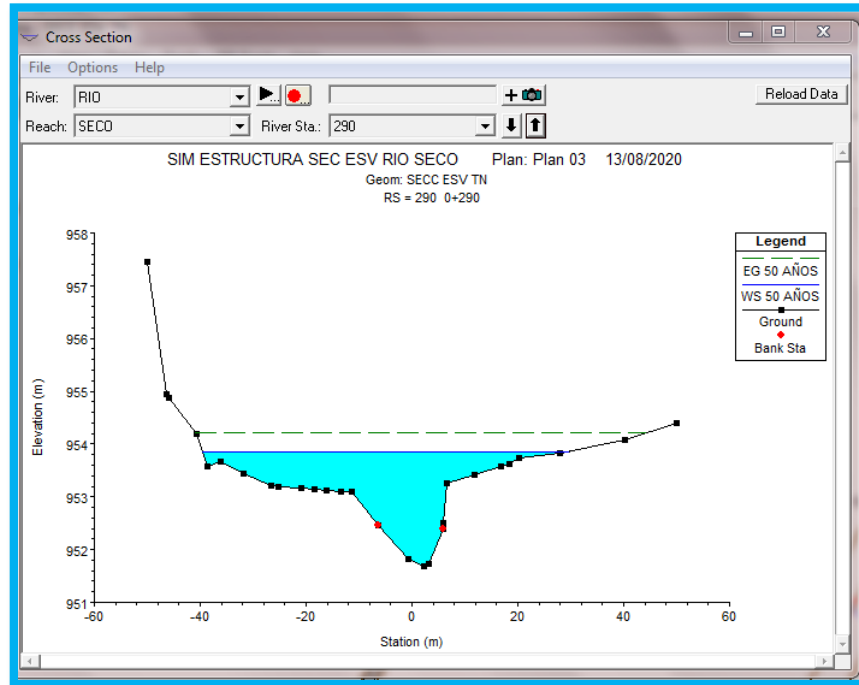 Cross Section
File Options Help
River: RIO Reload Data
Reach: SECO River Sta.: 290
SIM ESTRUCTURA SEC ESV RIO SECO Plan: Plan 03 13/08/2020
Geom: SECC ESV TN
RS = 290 0+290
958
957
956
955
954
953
952
951
Elevation (m)
-60 -40 -20 0 20 40 60
Station (m)
Legend
EG 50 AÑOS
WS 50 AÑOS
Ground
Bank Sta